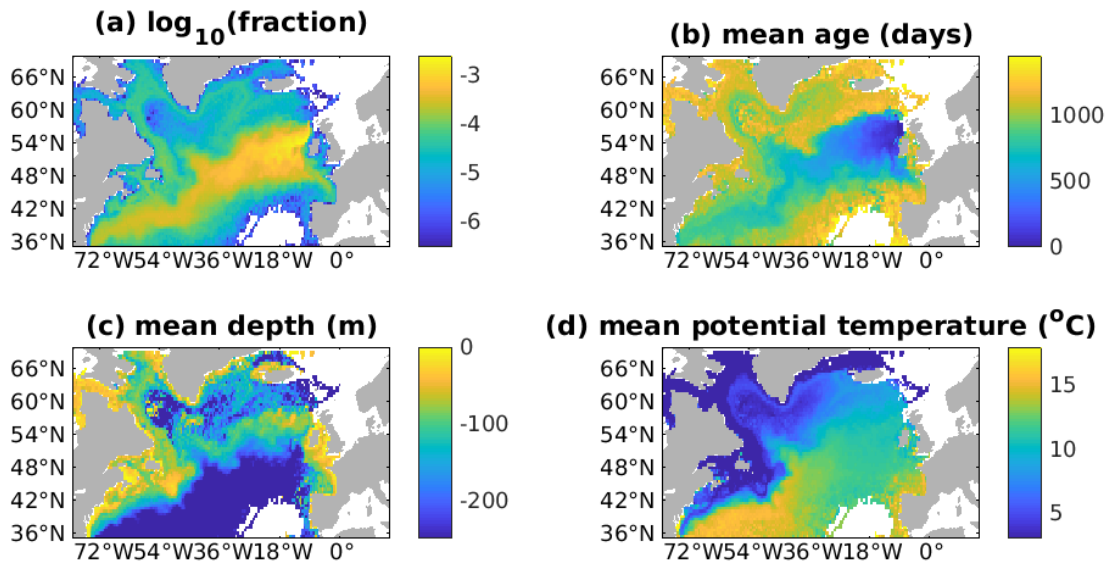 (a) log10(fraction)
66°N
60°N
54°N
48°N
42°N
36°N
72°W54°W36°W18°W 0°
-3
-4
-5
-6
(b) mean age (days)
66°N
60°N
54°N
48°N
42°N
36°N
72°W54°W36°W18°W 0°
1000
500
0
(c) mean depth (m)
66°N
60°N
54°N
48°N
42°N
36°N
72°W54°W36°W18°W 0°
0
-100
-200
(d) mean potential temperature (°C)
66°N
60°N
54°N
48°N
42°N
36°N
72°W54°W36°W18°W 0°
15
10
5